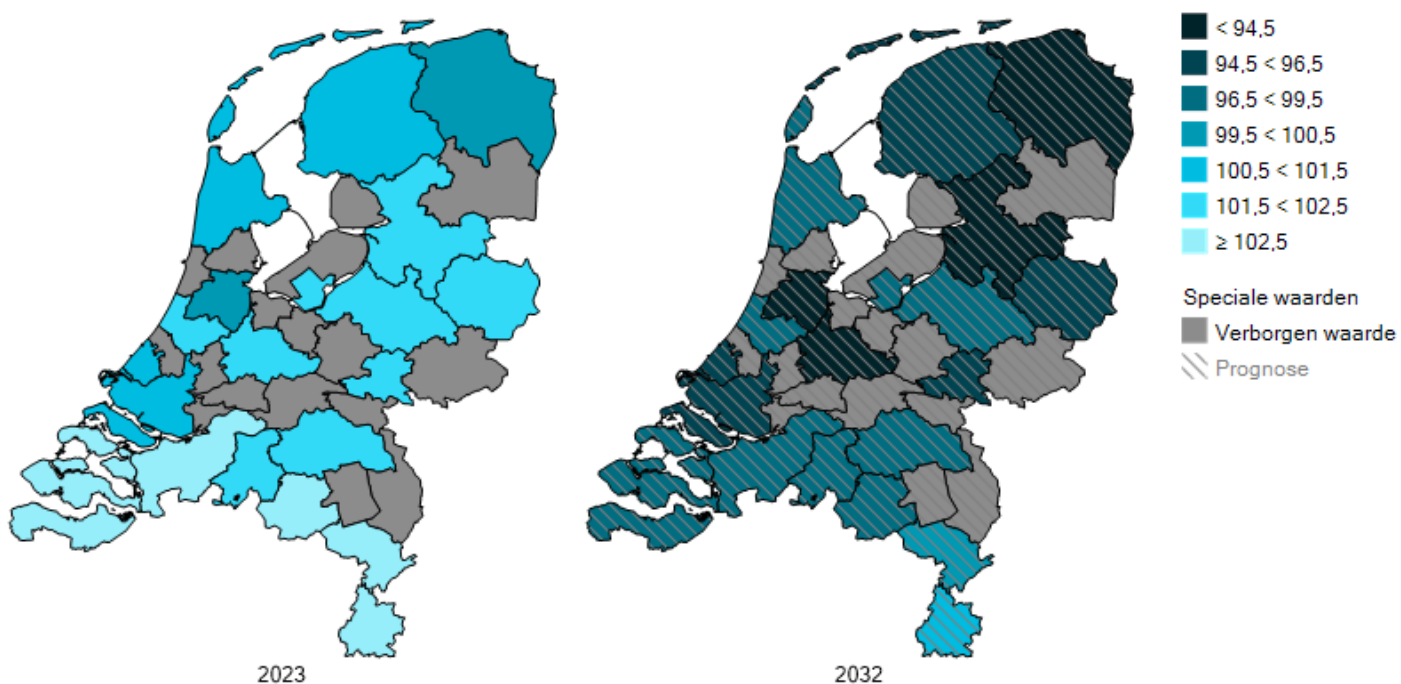 < 94,5
94,5 < 96,5
96,5 < 99,5
99,5 < 100,5
100,5 < 101,5
101,5 < 102,5
≥ 102,5
Speciale waarden
Verborgen waarde
Prognose
2023
2032